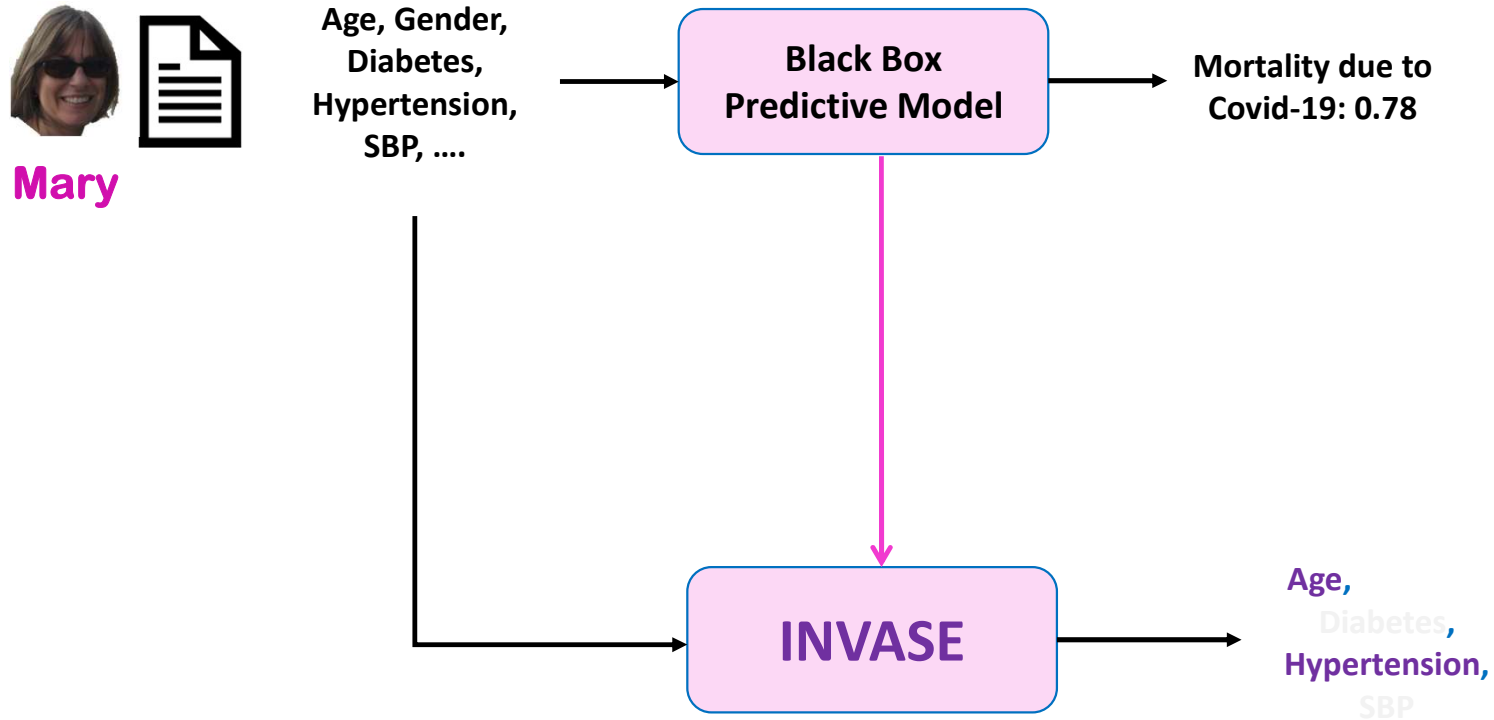 Mary
Age, Gender,
Diabetes,
Hypertension,
SBP, ....
Black Box
Predictive Model
Mortality due to
Covid-19: 0.78
INVASE
Age,
Diabetes,
Hypertension,
SBP